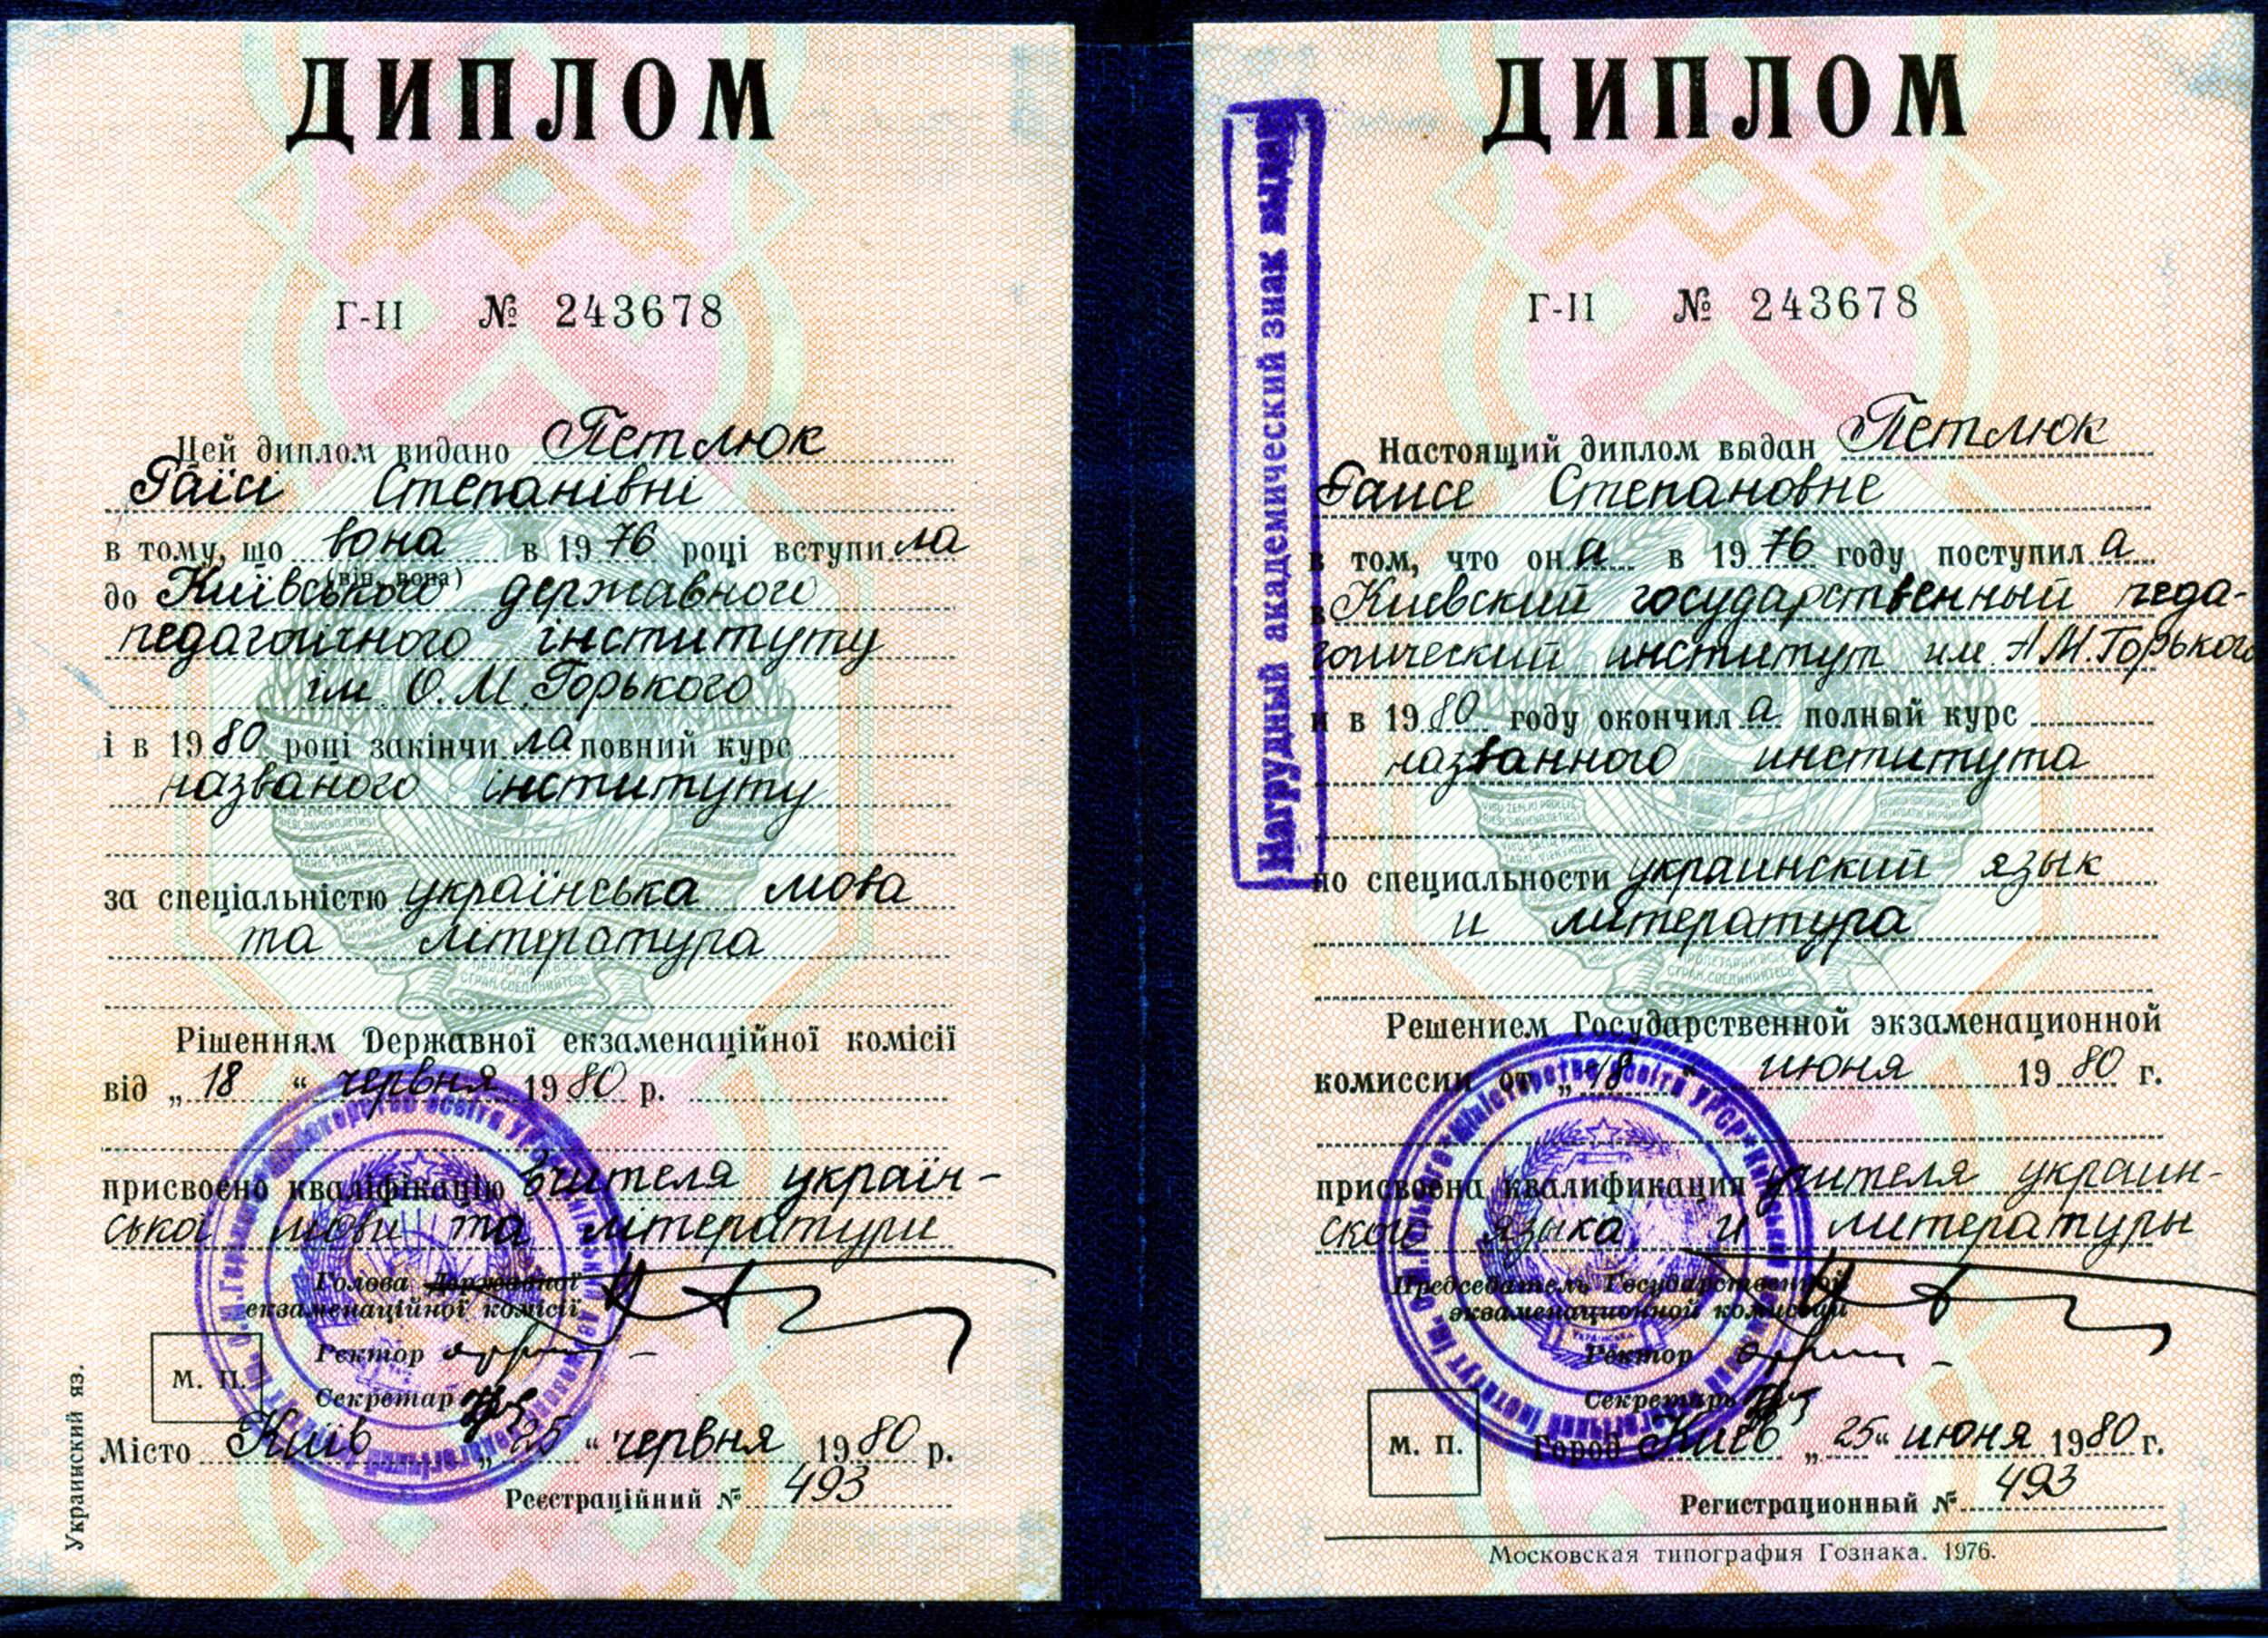 ДИПЛОМ
Г-II № 243678
Цей диплом видано Петлюк
Раїсі Степанівні
в тому, що вона в 1976 році вступила
(він, вона)
до Київського державного
педагогічного інституту
ім. О.М. Горького
і в 1980 році закінчила повний курс
названого інституту
за спеціальністю українська мова
та література
Рішенням Державної екзаменаційної комісії
від „18“ червня 1980 р.
присвоєно кваліфікацію вчителя україн-
ської мови та літератури
Голова Державної
екзаменаційної комісії
Ректор
Секретар
М. П.
Місто Київ „25“ червня 1980 р.
Реєстраційний № 493
Украинский яз.
ДИПЛОМ
Г-II № 243678
Нагрудный академический знак выдан
Настоящий диплом выдан Петлюк
Раисе Степановне
в том, что она в 1976 году поступила
в Киевский государственный педа-
гогический институт им. А.М. Горького
и в 1980 году окончила полный курс
названного института
по специальности украинский язык
и литература
Решением Государственной экзаменационной
комиссии от „18“ июня 1980 г.
присвоена квалификация учителя украин-
ского языка и литературы
Председатель Государственной
экзаменационной комиссии
Ректор
Секретарь
М. П.
Город Киев „25“ июня 1980 г.
Регистрационный № 493
Московская типография Гознака. 1976.